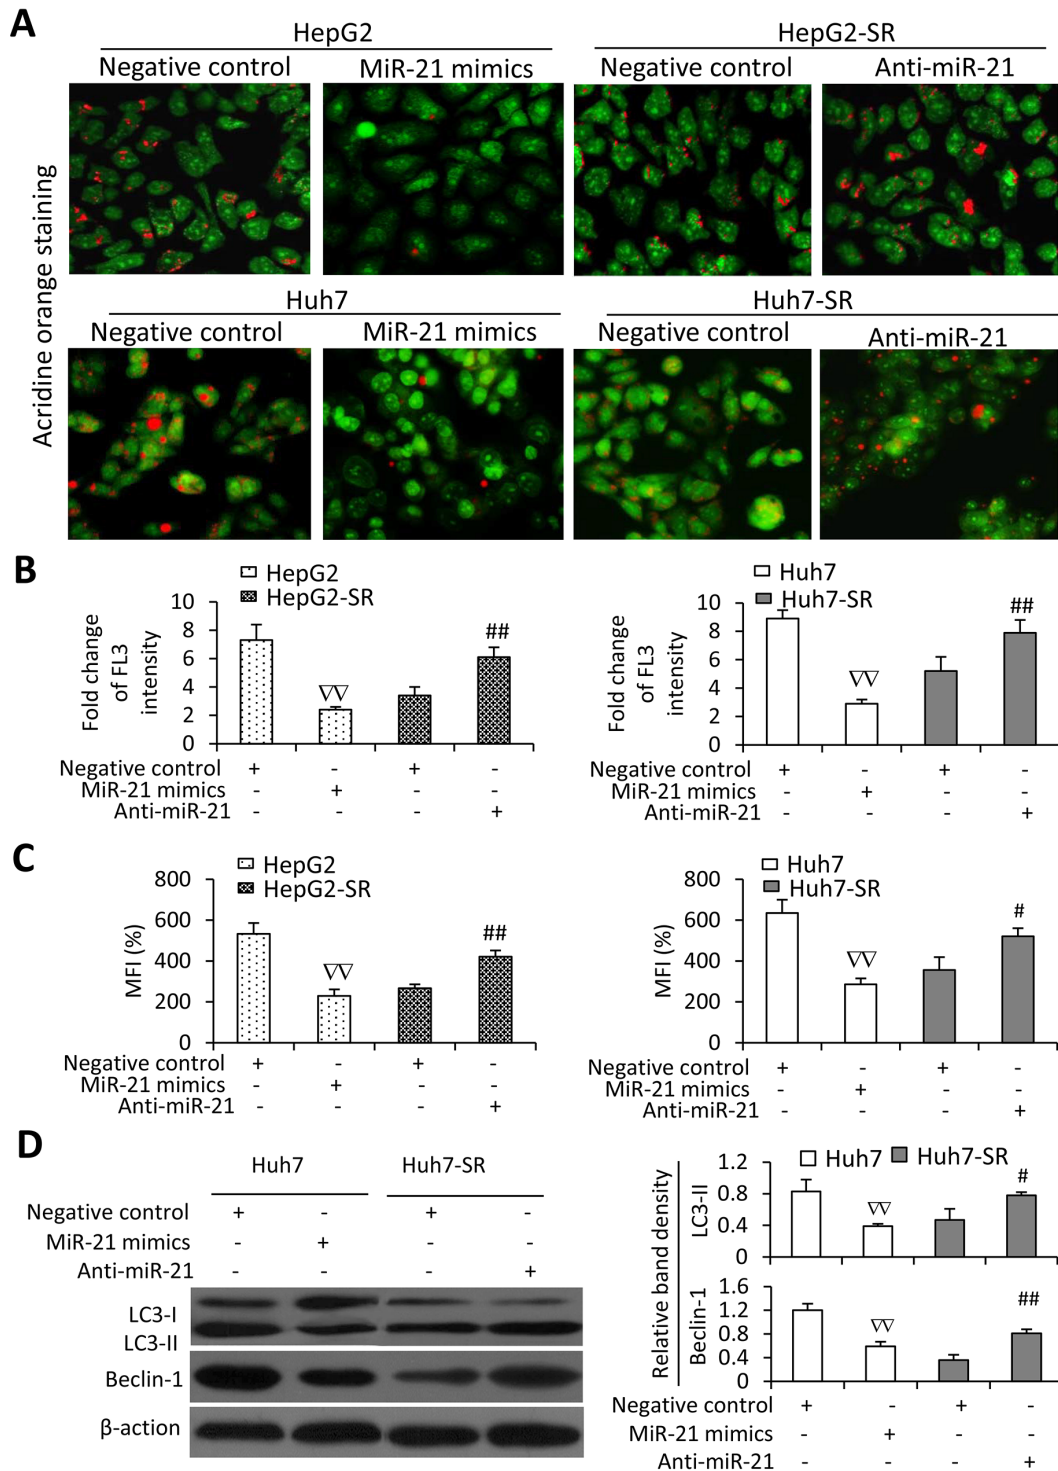 A
HepG2
HepG2-SR
Negative control
MiR-21 mimics
Negative control
Anti-miR-21
Acridine orange staining
Huh7
Huh7-SR
Negative control
MiR-21 mimics
Negative control
Anti-miR-21
B
HepG2
HepG2-SR
Fold change
of FL3
intensity
10
8
6
4
2
0
▽▽
##
Negative control + - + -
MiR-21 mimics - + - -
Anti-miR-21 - - - +
Huh7
Huh7-SR
Fold change
of FL3
intensity
10
8
6
4
2
0
▽▽
##
Negative control + - + -
MiR-21 mimics - + - -
Anti-miR-21 - - - +
C
HepG2
HepG2-SR
MFI (%)
800
600
400
200
0
▽▽
##
Negative control + - + -
MiR-21 mimics - + - -
Anti-miR-21 - - - +
Huh7
Huh7-SR
MFI (%)
800
600
400
200
0
▽▽
#
Negative control + - + -
MiR-21 mimics - + - -
Anti-miR-21 - - - +
D
Huh7
Huh7-SR
Negative control + - + -
MiR-21 mimics - + - -
Anti-miR-21 - - - +
LC3-I
LC3-II
Beclin-1
β-action
Huh7
Huh7-SR
Relative band density
LC3-II
1.2
0.8
0.4
0
▽▽
#
Beclin-1
1.6
1.2
0.8
0.4
0
▽▽
##
Negative control + - + -
MiR-21 mimics - + - -
Anti-miR-21 - - - +